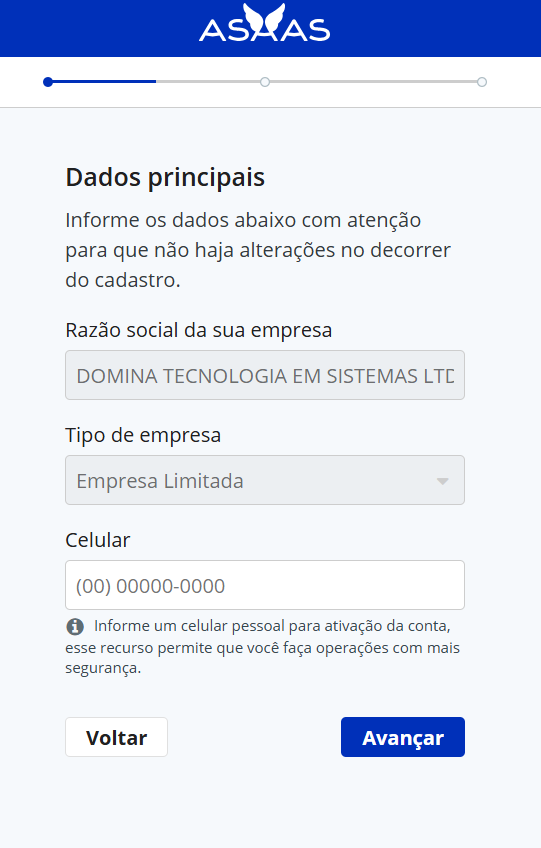 ASAAS
Dados principais
Informe os dados abaixo com atenção
para que não haja alterações no decorrer
do cadastro.
Razão social da sua empresa
DOMINA TECNOLOGIA EM SISTEMAS LTD
Tipo de empresa
Empresa Limitada
Celular
(00) 00000-0000
Informe um celular pessoal para ativação da conta,
esse recurso permite que você faça operações com mais
segurança.
Voltar
Avançar